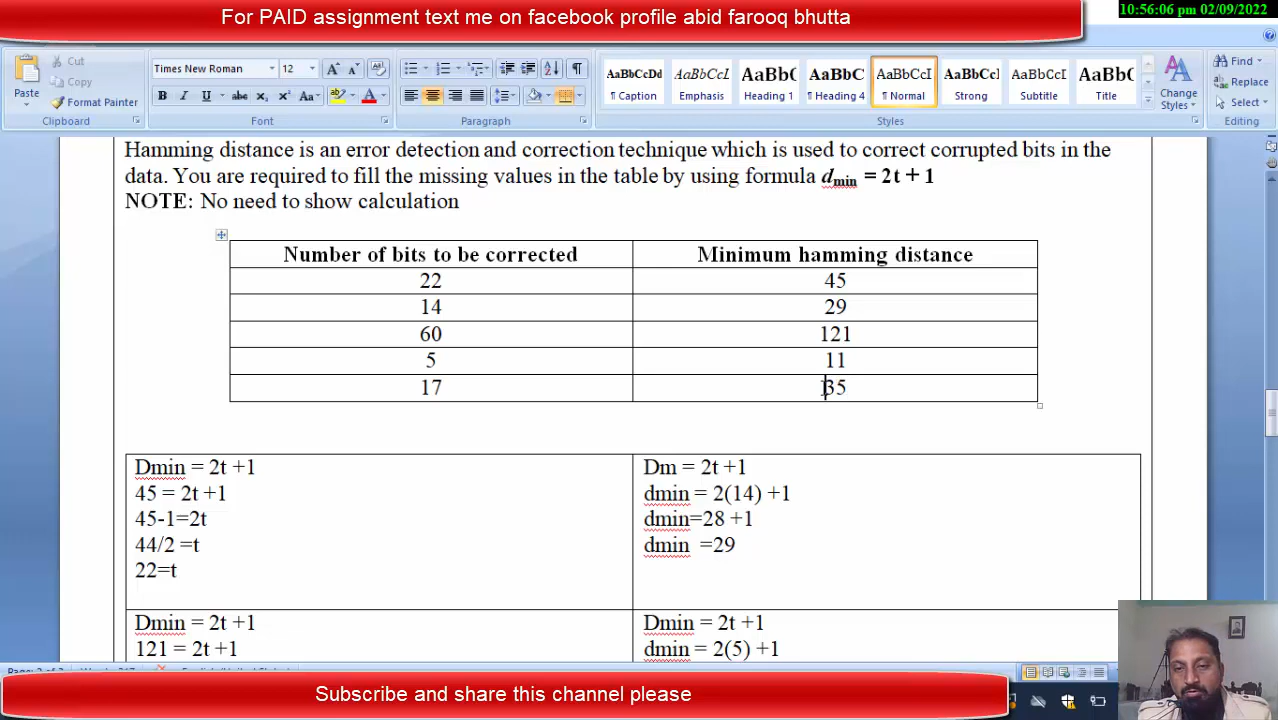 For PAID assignment text me on facebook profile abid farooq bhutta
10:56:06 pm 02/09/2022
Cut
Copy
Paste
Format Painter
Clipboard
Times New Roman
12
Font
Paragraph
AaBbCcDd
AaBbCcL
AaBb(
AaBbC
AaBbCcI
AaBbCcl
AaBbCcI
AaBb(
¶ Caption
Emphasis
Heading 1
¶ Heading 4
¶ Normal
Strong
Subtitle
Title
Change
Styles
Styles
Find
Replace
Select
Editing
Hamming distance is an error detection and correction technique which is used to correct corrupted bits in the
data. You are required to fill the missing values in the table by using formula dmin = 2t + 1
NOTE: No need to show calculation
Number of bits to be corrected Minimum hamming distance
22 45
14 29
60 121
5 11
17 35
Dmin = 2t +1
45 = 2t +1
45-1=2t
44/2 =t
22=t
Dm = 2t +1
dmin = 2(14) +1
dmin=28 +1
dmin =29
Dmin = 2t +1
121 = 2t +1
Dmin = 2t +1
dmin = 2(5) +1
Subscribe and share this channel please